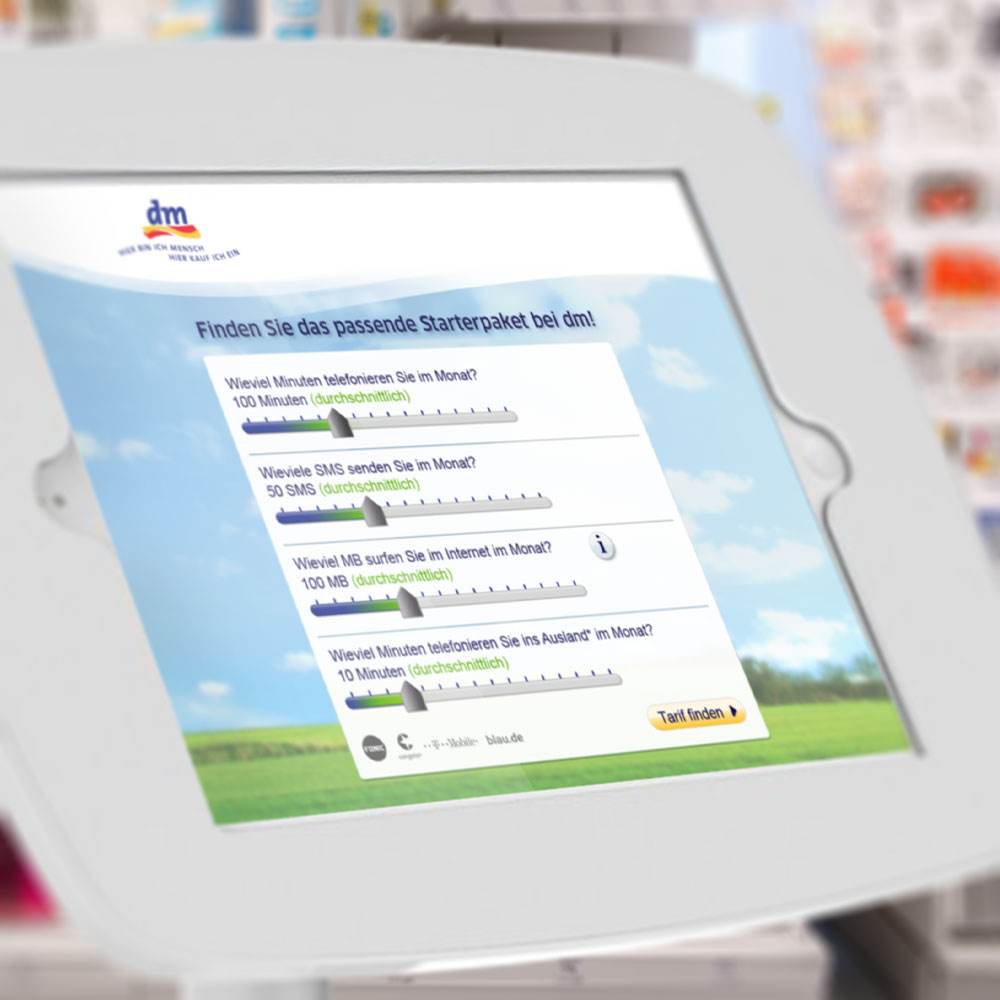 dm
HIER BIN ICH MENSCH
HIER KAUF ICH EIN
Finden Sie das passende Starterpaket bei dm!
Wieviel Minuten telefonieren Sie im Monat?
100 Minuten (durchschnittlich)
Wieviele SMS senden Sie im Monat?
50 SMS (durchschnittlich)
Wieviel MB surfen Sie im Internet im Monat?
i
100 MB (durchschnittlich)
Wieviel Minuten telefonieren Sie ins Ausland* im Monat?
10 Minuten (durchschnittlich)
Tarif finden
FONIC
congstar
··T··Mobile·
blau.de